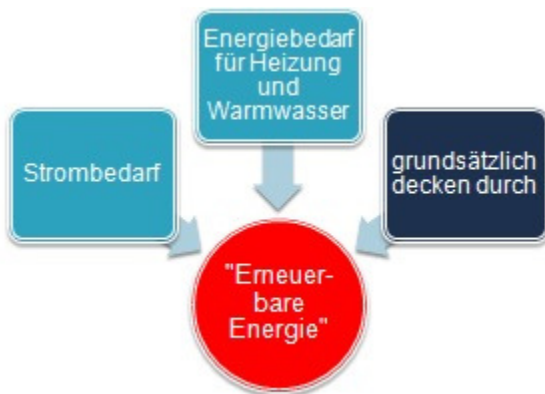 Energiebedarf
für Heizung
und
Warmwasser
Strombedarf
grundsätzlich
decken durch
"Erneuer-
bare
Energie"